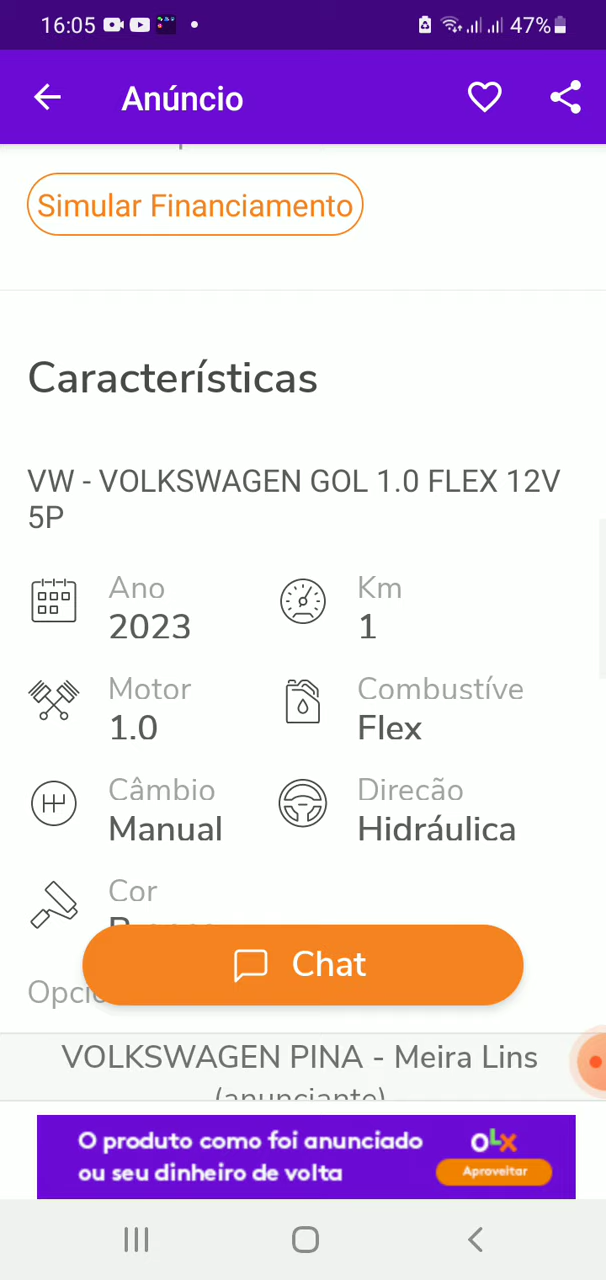 16:05 47%
Anúncio
Simular Financiamento
Características
VW - VOLKSWAGEN GOL 1.0 FLEX 12V
5P
Ano
2023
Km
1
Motor
1.0
Combustíve
Flex
Câmbio
Manual
Direcão
Hidráulica
Cor
Chat
VOLKSWAGEN PINA - Meira Lins
(anunciante)
O produto como foi anunciado
ou seu dinheiro de volta
OLX
Aproveitar